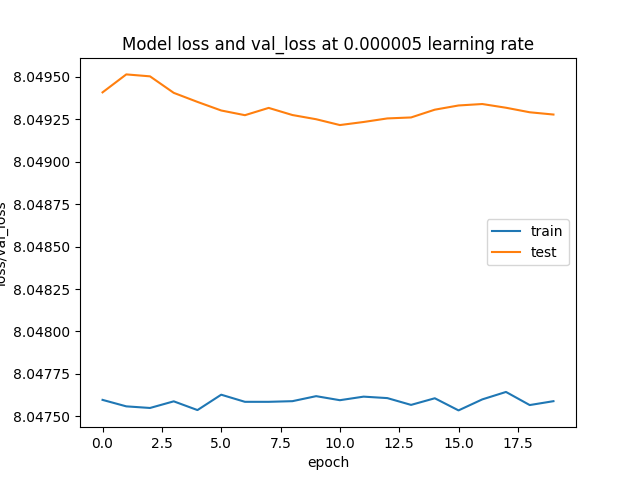 Model loss and val_loss at 0.000005 learning rate
8.04950
8.04925
8.04900
8.04875
8.04850
8.04825
8.04800
8.04775
8.04750
loss/val_loss
train
test
0.0 2.5 5.0 7.5 10.0 12.5 15.0 17.5
epoch